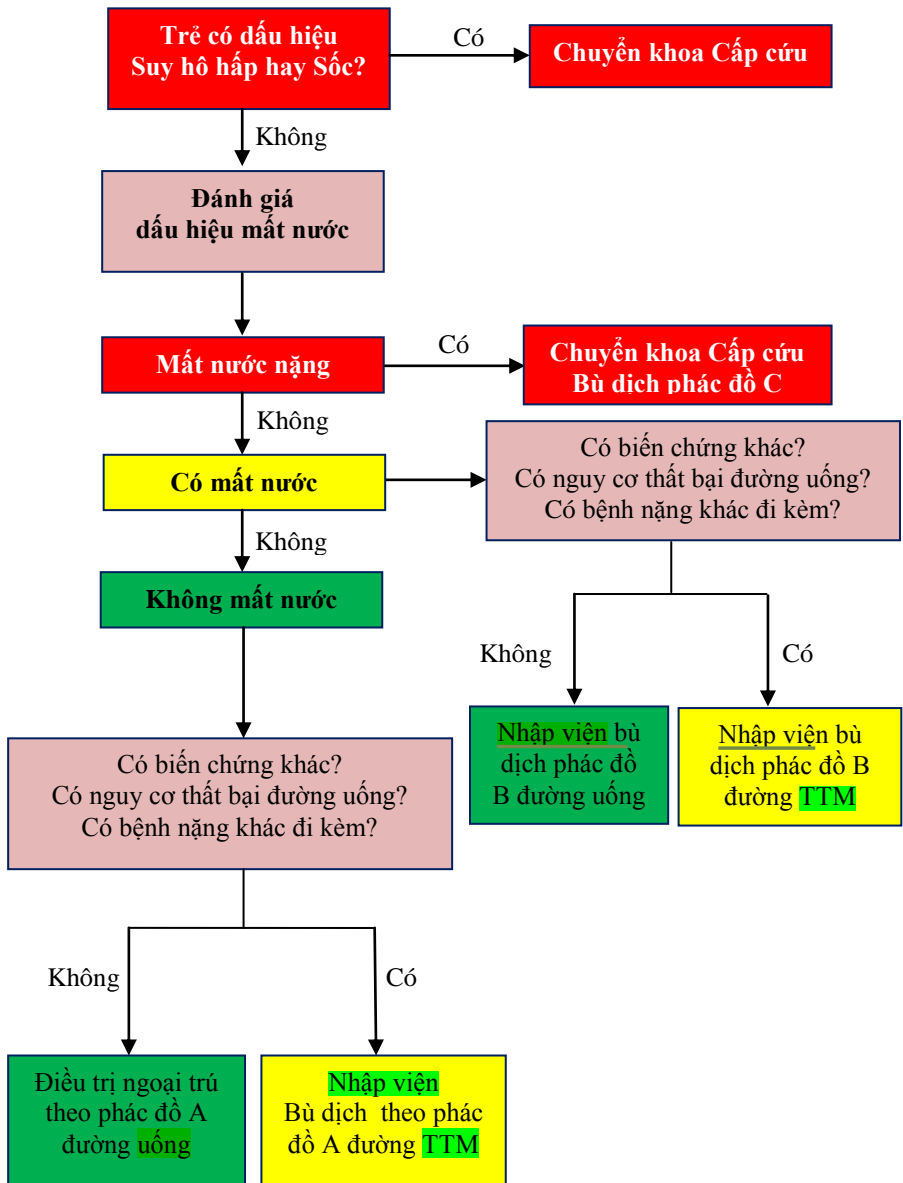 Trẻ có dấu hiệu
Suy hô hấp hay Sốc?
Có
Chuyển khoa Cấp cứu
Không
Đánh giá
dấu hiệu mất nước
Mất nước nặng
Có
Chuyển khoa Cấp cứu
Bù dịch phác đồ C
Không
Có mất nước
Có biến chứng khác?
Có nguy cơ thất bại đường uống?
Có bệnh nặng khác đi kèm?
Không
Không mất nước
Không
Có
Nhập viện bù
dịch phác đồ
B đường uống
Nhập viện bù
dịch phác đồ B
đường TTM
Có biến chứng khác?
Có nguy cơ thất bại đường uống?
Có bệnh nặng khác đi kèm?
Không
Có
Điều trị ngoại trú
theo phác đồ A
đường uống
Nhập viện
Bù dịch theo phác
đồ A đường TTM